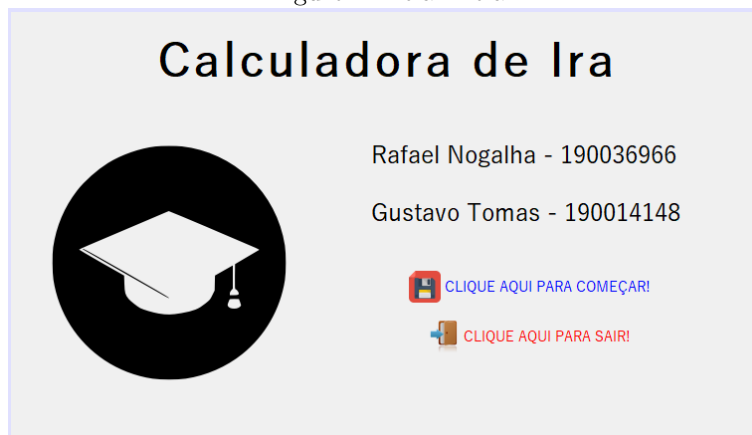 Calculadora de Ira
Rafael Nogalha - 190036966
Gustavo Tomas - 190014148
CLIQUE AQUI PARA COMEÇAR!
CLIQUE AQUI PARA SAIR!